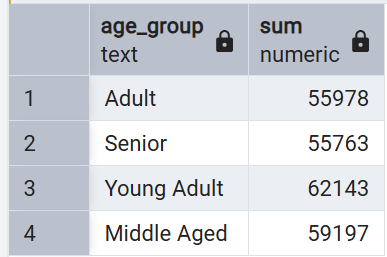 age_group sum
text numeric
1 Adult 55978
2 Senior 55763
3 Young Adult 62143
4 Middle Aged 59197